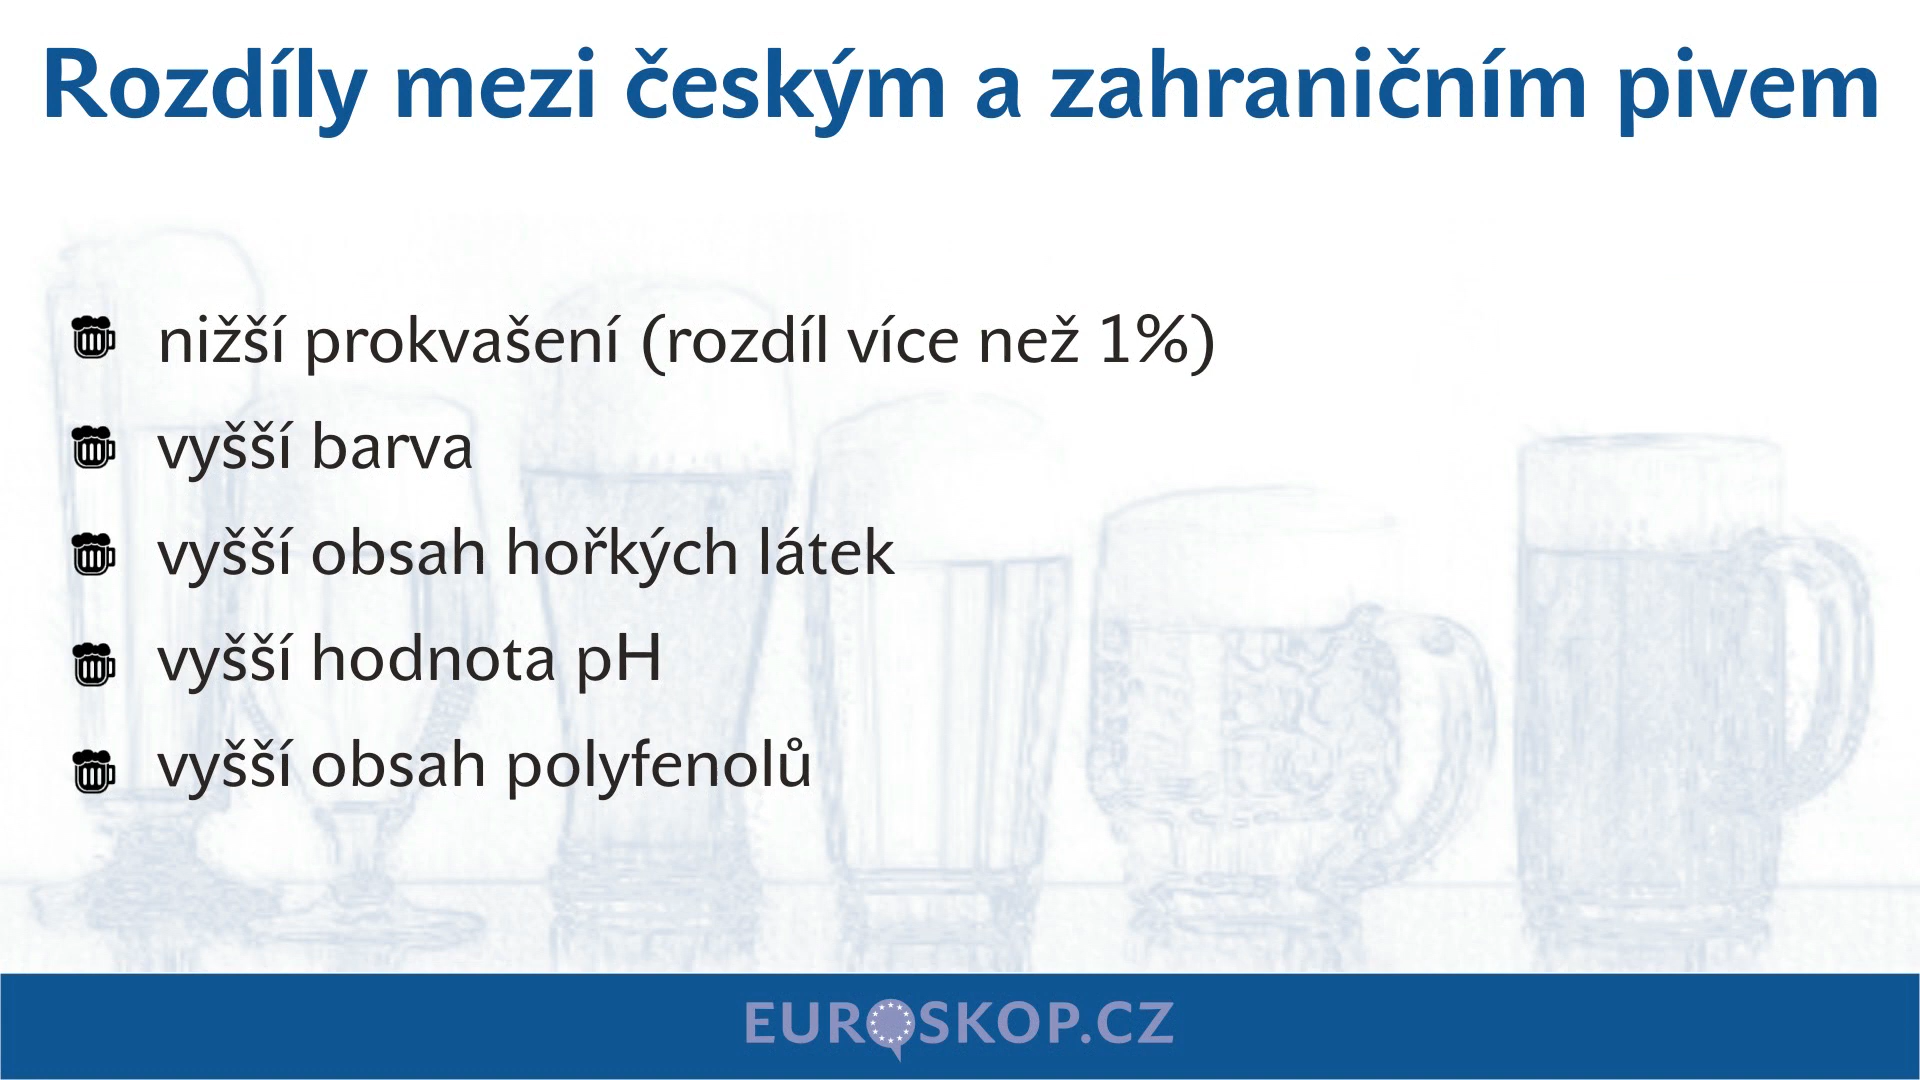 Rozdíly mezi českým a zahraničním pivem
nižší prokvašení (rozdíl více než 1%)
vyšší barva
vyšší obsah hořkých látek
vyšší hodnota pH
vyšší obsah polyfenolů
EUROSKOP.CZ